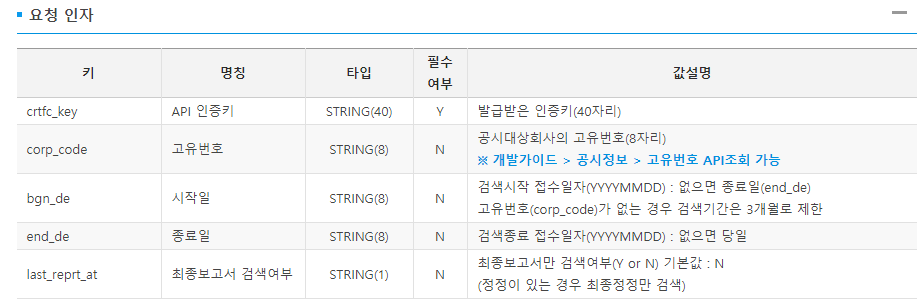 요청 인자
키 명칭 타입 필수 여부 값설명
crtfc_key API 인증키 STRING(40) Y 발급받은 인증키(40자리)
corp_code 고유번호 STRING(8) N 공시대상회사의 고유번호(8자리)
※ 개발가이드 > 공시정보 > 고유번호 API조회 가능
bgn_de 시작일 STRING(8) N 검색시작 접수일자(YYYYMMDD) : 없으면 종료일(end_de)
고유번호(corp_code)가 없는 경우 검색기간은 3개월로 제한
end_de 종료일 STRING(8) N 검색종료 접수일자(YYYYMMDD) : 없으면 당일
last_reprt_at 최종보고서 검색여부 STRING(1) N 최종보고서만 검색여부(Y or N) 기본값 : N
(정정이 있는 경우 최종정정만 검색)